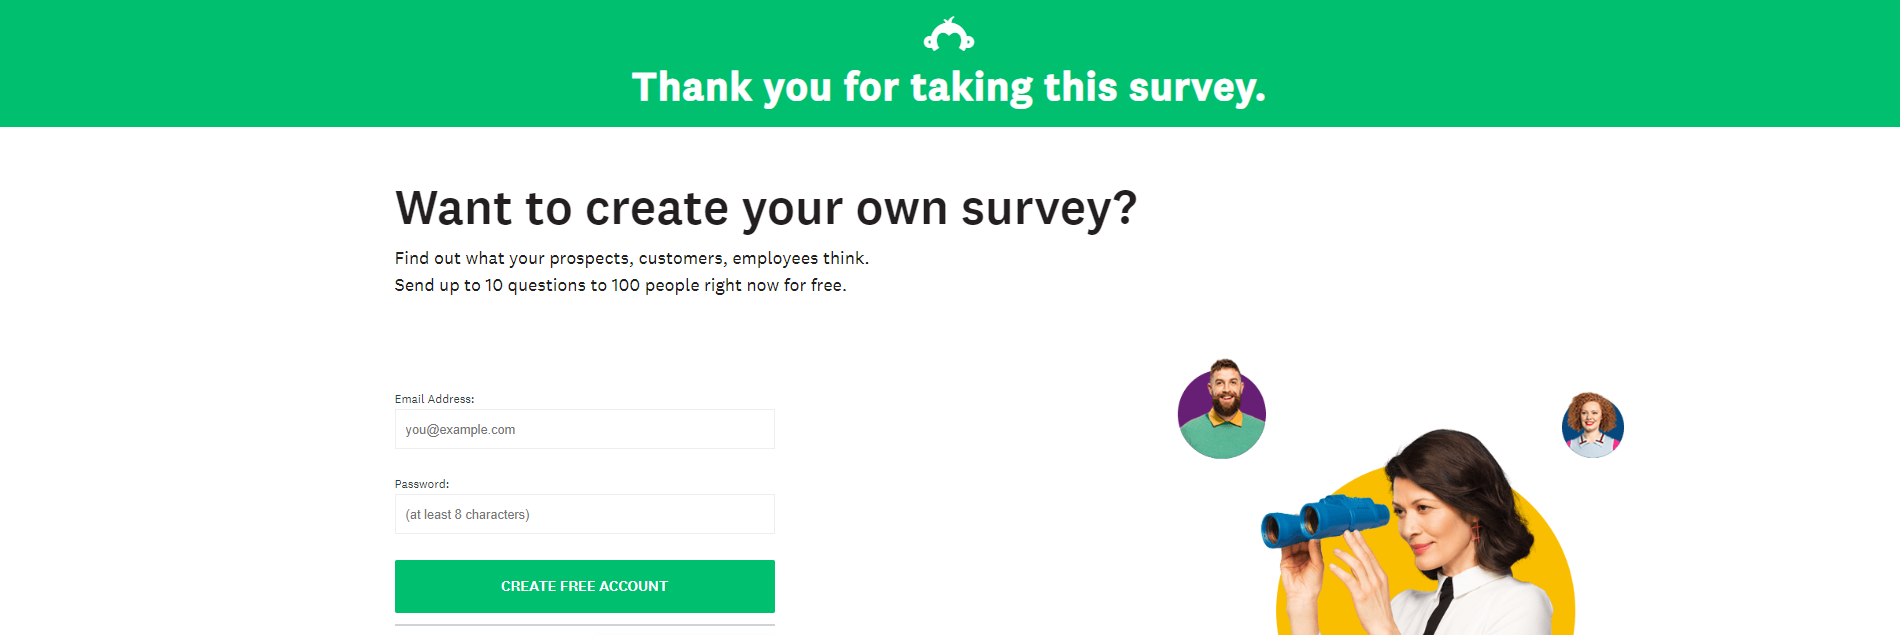 Thank you for taking this survey.
Want to create your own survey?
Find out what your prospects, customers, employees think.
Send up to 10 questions to 100 people right now for free.
Email Address:
you@example.com
Password:
(at least 8 characters)
CREATE FREE ACCOUNT